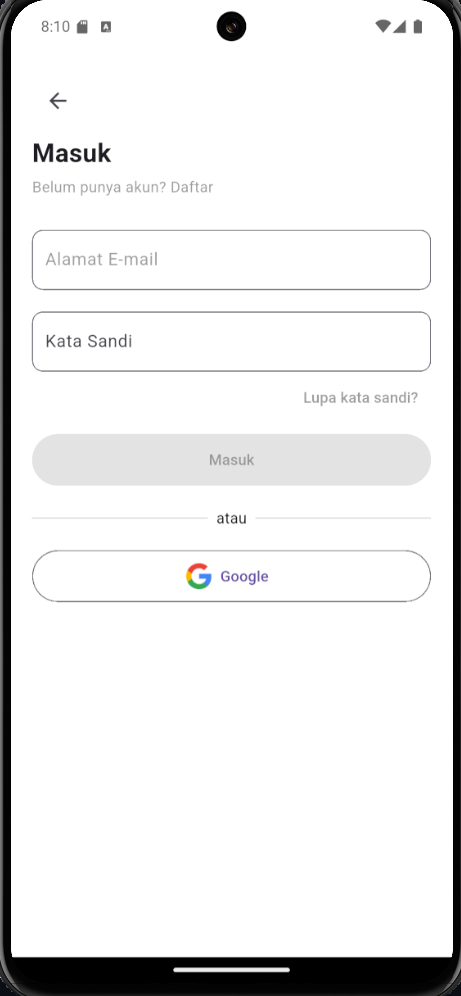 8:10
Masuk
Belum punya akun? Daftar
Alamat E-mail
Kata Sandi
Lupa kata sandi?
Masuk
atau
Google